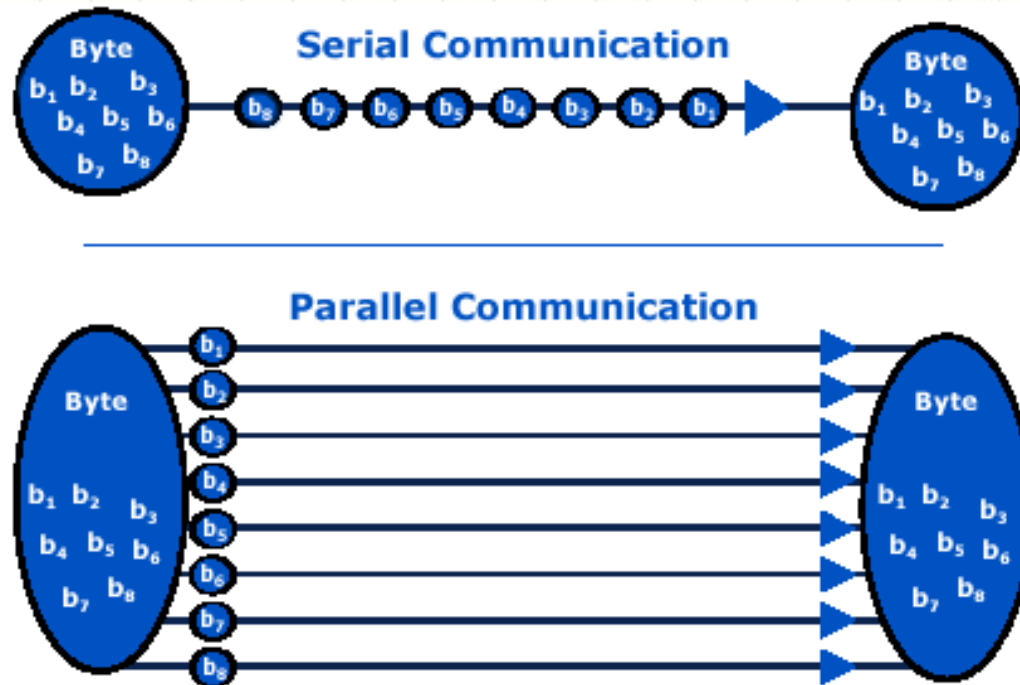 Serial Communication
Byte
b₁ b₂ b₃
b₄ b₅ b₆
b₇ b₈
b₈ b₇ b₆ b₅ b₄ b₃ b₂ b₁
Byte
b₁ b₂ b₃
b₄ b₅ b₆
b₇ b₈
Parallel Communication
Byte
b₁ b₂ b₃
b₄ b₅ b₆
b₇ b₈
b₁
b₂
b₃
b₄
b₅
b₆
b₇
b₈
Byte
b₁ b₂ b₃
b₄ b₅ b₆
b₇ b₈